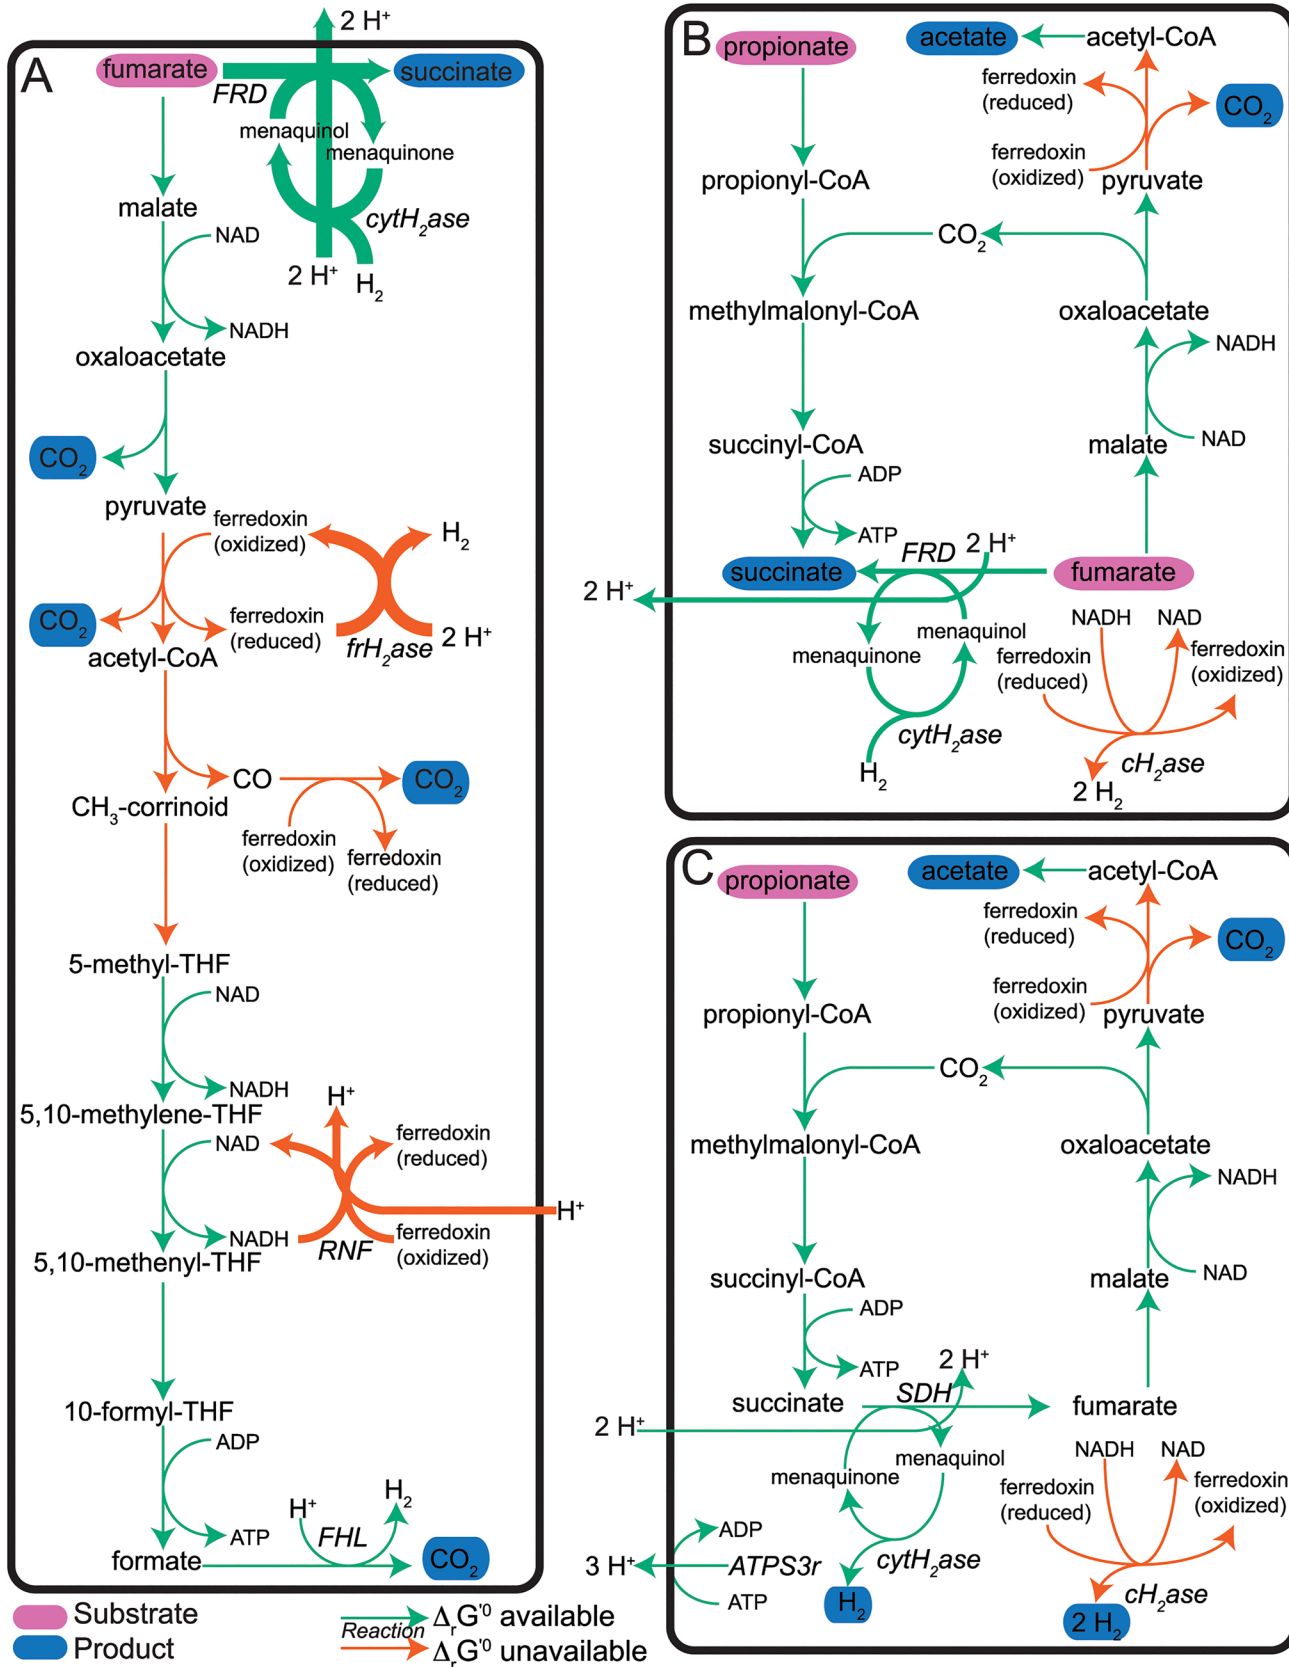 A
2 H⁺
fumarate
FRD
succinate
menaquinol
menaquinone
cytH₂ase
2 H⁺
H₂
malate
NAD
NADH
oxaloacetate
CO₂
pyruvate
ferredoxin
(oxidized)
H₂
CO₂
ferredoxin
(reduced)
frH₂ase
2 H⁺
acetyl-CoA
CO
CO₂
CH₃-corrinoid
ferredoxin
(oxidized)
ferredoxin
(reduced)
5-methyl-THF
NAD
NADH
5,10-methylene-THF
H⁺
NAD
ferredoxin
(reduced)
H⁺
NADH
RNF
ferredoxin
(oxidized)
5,10-methenyl-THF
10-formyl-THF
ADP
ATP
H⁺
FHL
H₂
formate
CO₂
Substrate
Product
Reaction
ΔᵣG'⁰ available
ΔᵣG'⁰ unavailable
B
propionate
acetate
acetyl-CoA
ferredoxin
(reduced)
CO₂
ferredoxin
(oxidized)
propionyl-CoA
pyruvate
CO₂
methylmalonyl-CoA
oxaloacetate
NADH
succinyl-CoA
malate
NAD
ADP
ATP
FRD
2 H⁺
succinate
fumarate
2 H⁺
menaquinol
menaquinone
NADH
NAD
ferredoxin
(reduced)
ferredoxin
(oxidized)
cytH₂ase
H₂
cH₂ase
2 H₂
C
propionate
acetate
acetyl-CoA
ferredoxin
(reduced)
CO₂
ferredoxin
(oxidized)
propionyl-CoA
pyruvate
CO₂
methylmalonyl-CoA
oxaloacetate
NADH
succinyl-CoA
malate
NAD
ADP
ATP
2 H⁺
succinate
SDH
fumarate
2 H⁺
menaquinol
menaquinone
NADH
NAD
ferredoxin
(reduced)
ferredoxin
(oxidized)
ADP
3 H⁺
ATPS3r
ATP
cytH₂ase
H₂
cH₂ase
2 H₂